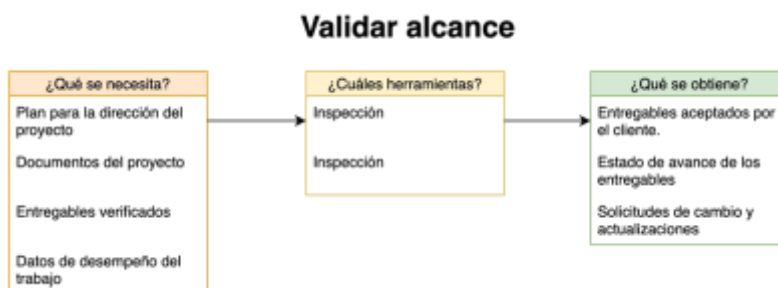 Validar alcance
¿Qué se necesita?
Plan para la dirección del
proyecto
Documentos del proyecto
Entregables verificados
Datos de desempeño del
trabajo
¿Cuáles herramientas?
Inspección
Inspección
¿Qué se obtiene?
Entregables aceptados por
el cliente.
Estado de avance de los
entregables
Solicitudes de cambio y
actualizaciones